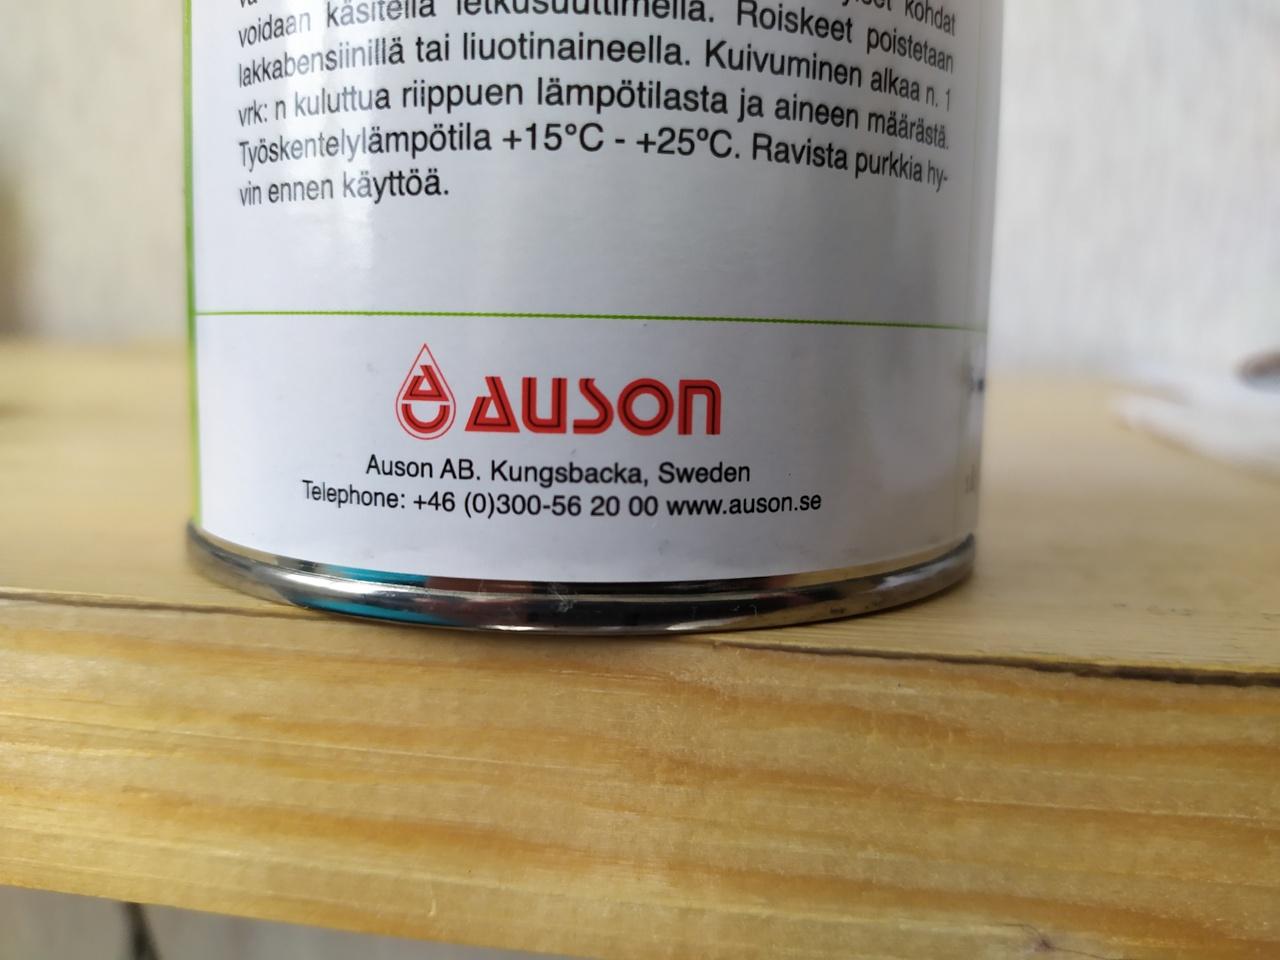 voidaan käsitellä letkusuuttimella. Roiskeet poistetaan
kohdat
lakkabensiinillä tai liuotinaineella. Kuivuminen alkaa n. 1
vrk: n kuluttua riippuen lämpötilasta ja aineen määrästä.
Työskentelylämpötila +15°C - +25°C. Ravista purkkia hy-
vin ennen käyttöä.
AUSON
Auson AB. Kungsbacka, Sweden
Telephone: +46 (0)300-56 20 00 www.auson.se